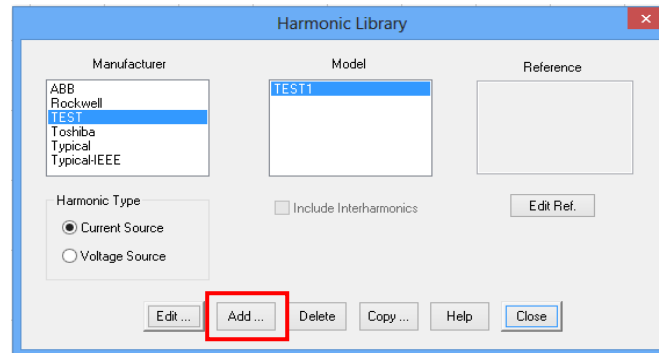 Harmonic Library
Manufacturer
Model
Reference
ABB
Rockwell
TEST
Toshiba
Typical
Typical-IEEE
TEST1
Harmonic Type
Current Source
Voltage Source
Include Interharmonics
Edit Ref.
Edit ...
Add ...
Delete
Copy ...
Help
Close